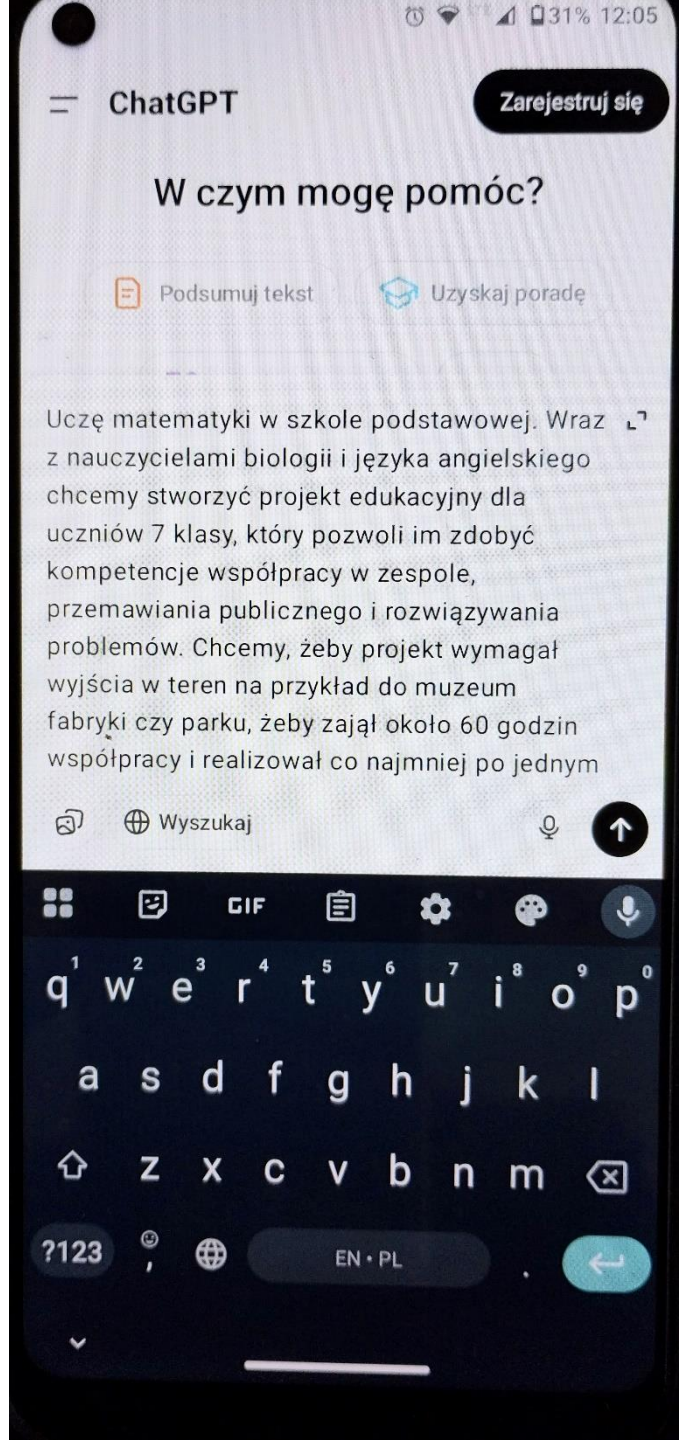 31% 12:05
ChatGPT
Zarejestruj się
W czym mogę pomóc?
Podsumuj tekst
Uzyskaj poradę
Uczę matematyki w szkole podstawowej. Wraz
z nauczycielami biologii i języka angielskiego
chcemy stworzyć projekt edukacyjny dla
uczniów 7 klasy, który pozwoli im zdobyć
kompetencje współpracy w zespole,
przemawiania publicznego i rozwiązywania
problemów. Chcemy, żeby projekt wymagał
wyjścia w teren na przykład do muzeum
fabryki czy parku, żeby zajął około 60 godzin
współpracy i realizował co najmniej po jednym
Wyszukaj
GIF
1 2 3 4 5 6 7 8 9 0
q w e r t y u i o p
a s d f g h j k l
z x c v b n m
?123 , EN • PL .